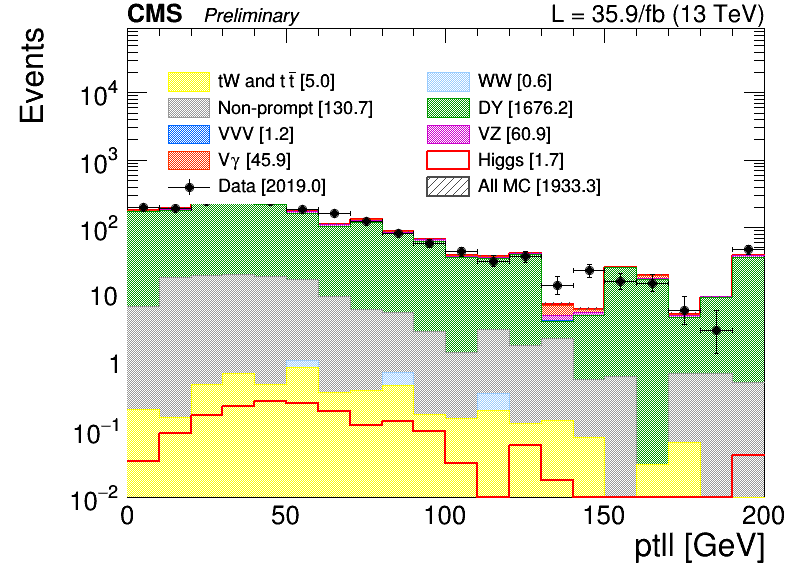 CMS Preliminary L = 35.9/fb (13 TeV)
Events
tW and tt̄ [5.0] WW [0.6]
Non-prompt [130.7] DY [1676.2]
VVV [1.2] VZ [60.9]
Vγ [45.9] Higgs [1.7]
Data [2019.0] All MC [1933.3]
10⁴
10³
10²
10
1
10⁻¹
10⁻²
0 50 100 150 200
ptll [GeV]